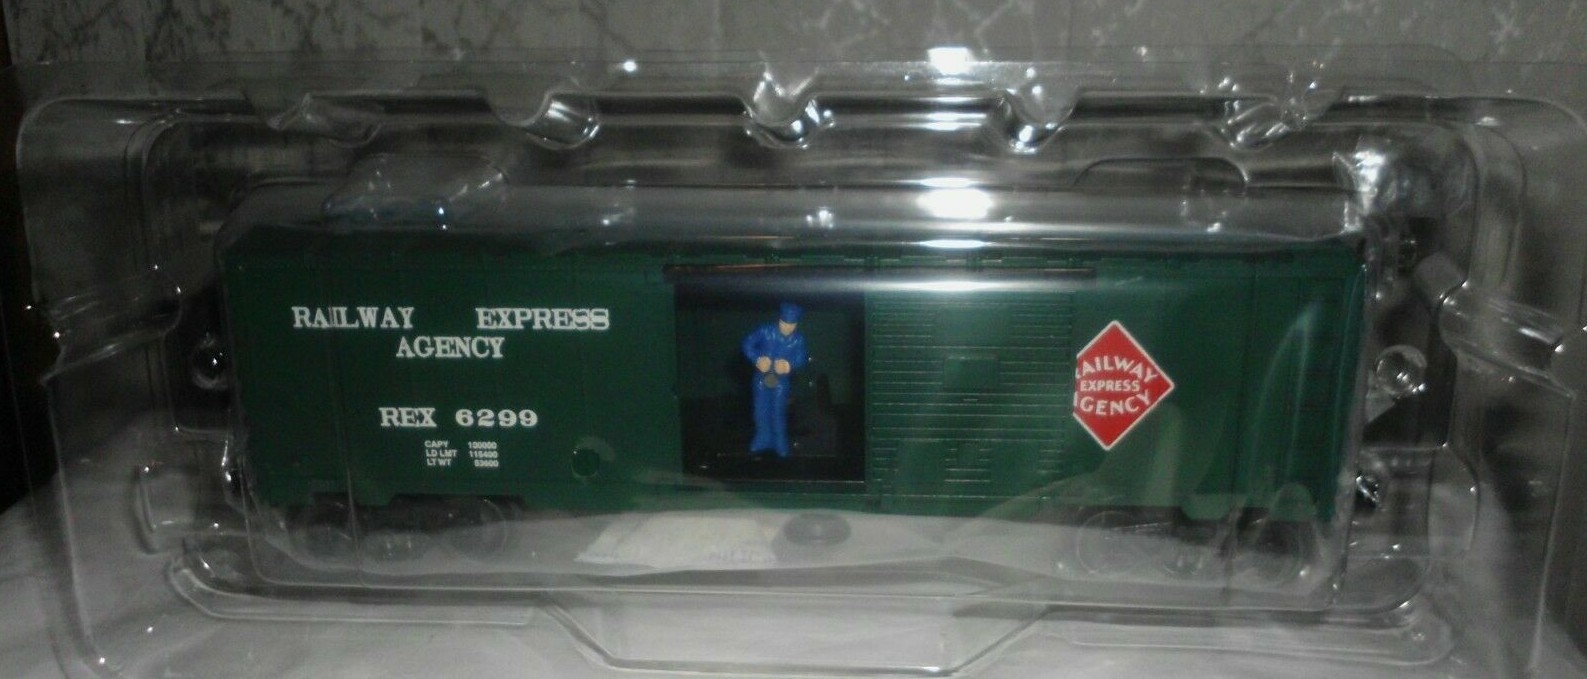 RAILWAY EXPRESS
AGENCY
REX 6299
CAPY 100000
LD LMT 115400
LT WT 53600
RAILWAY
EXPRESS
AGENCY